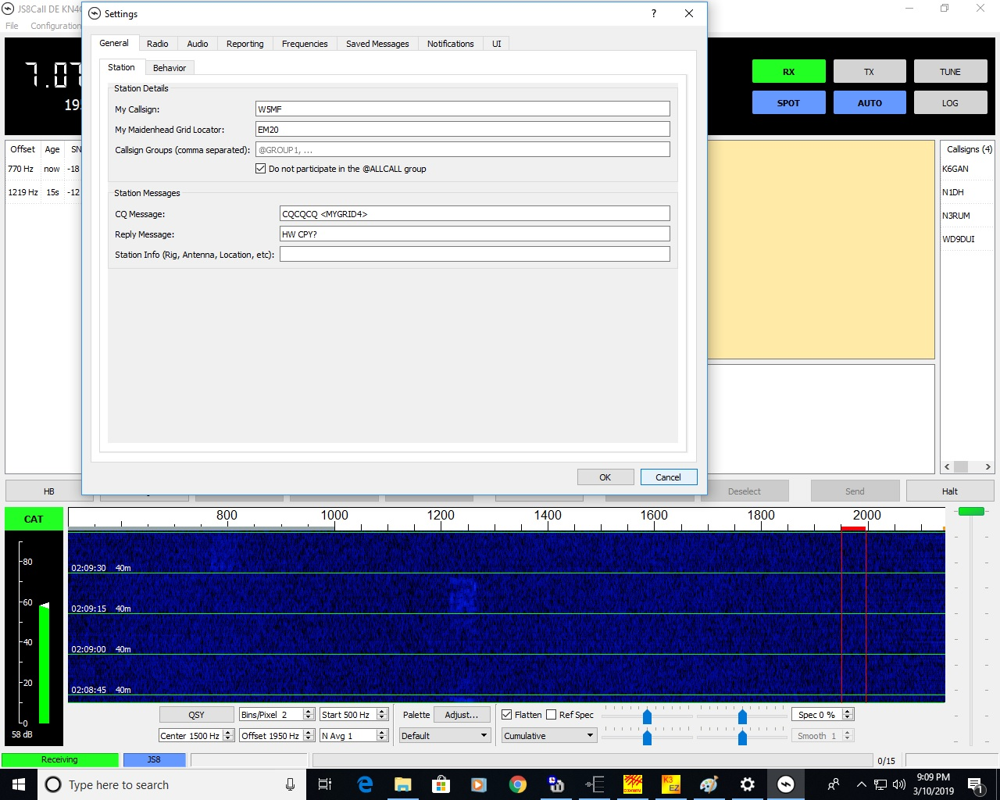 JS8Call DE KN4
Settings
?
File Configuration
General Radio Audio Reporting Frequencies Saved Messages Notifications UI
Station Behavior
Station Details
My Callsign: W5MF
My Maidenhead Grid Locator: EM20
Callsign Groups (comma separated): @GROUP1, ...
Do not participate in the @ALLCALL group
Station Messages
CQ Message: CQCQCQ <MYGRID4>
Reply Message: HW CPY?
Station Info (Rig, Antenna, Location, etc):
OK Cancel
7.07
195
RX TX TUNE
SPOT AUTO LOG
Offset Age SN
770 Hz now -18
1219 Hz 15s -12
Callsigns (4)
K6GAN
N1DH
N3RUM
WD9DUI
HB Deselect Send Halt
CAT
800 1000 1200 1400 1600 1800 2000
80
60
40
20
0
58 dB
02:09:30 40m
02:09:15 40m
02:09:00 40m
02:08:45 40m
QSY Bins/Pixel 2 Start 500 Hz Palette Adjust... Flatten Ref Spec Spec 0 %
Center 1500 Hz Offset 1950 Hz N Avg 1 Default Cumulative Smooth 1
Receiving JS8 0/15
Type here to search
DX4WIN
K3 EZ
9:09 PM
3/10/2019
1